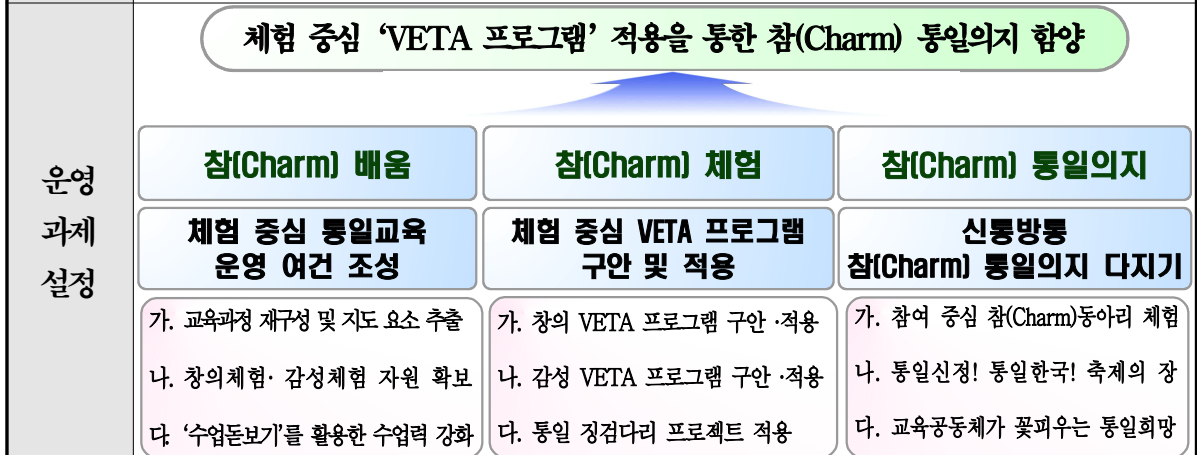 체험 중심 ‘VETA 프로그램’ 적용을 통한 참(Charm) 통일의지 함양
운영
과제
설정
참(Charm) 배움
참(Charm) 체험
참(Charm) 통일의지
체험 중심 통일교육
운영 여건 조성
체험 중심 VETA 프로그램
구안 및 적용
신통방통
참(Charm) 통일의지 다지기
가. 교육과정 재구성 및 지도 요소 추출
나. 창의체험· 감성체험 자원 확보
다. ‘수업돋보기’를 활용한 수업력 강화
가. 창의 VETA 프로그램 구안 ·적용
나. 감성 VETA 프로그램 구안 ·적용
다. 통일 징검다리 프로젝트 적용
가. 참여 중심 참(Charm)동아리 체험
나. 통일신정! 통일한국! 축제의 장
다. 교육공동체가 꽃피우는 통일희망